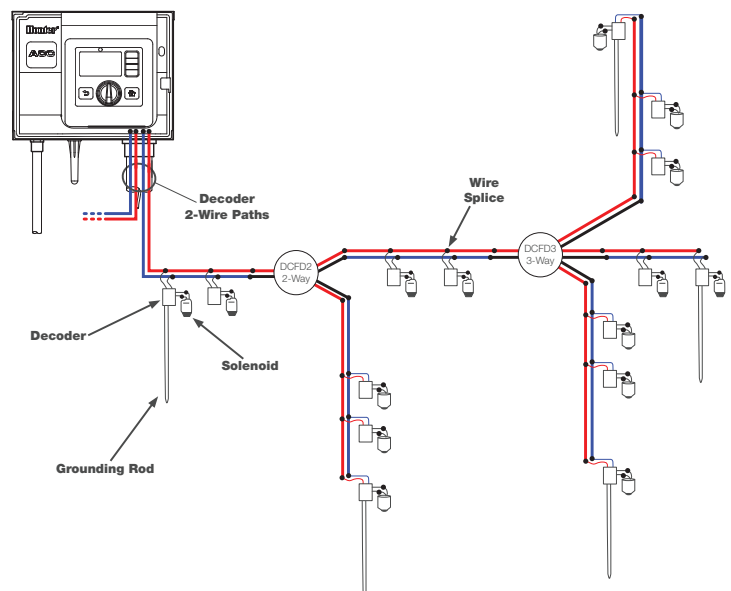 Hunter
ACC
Decoder
2-Wire Paths
Wire
Splice
DCFD2
2-Way
DCFD3
3-Way
Decoder
Solenoid
Grounding Rod